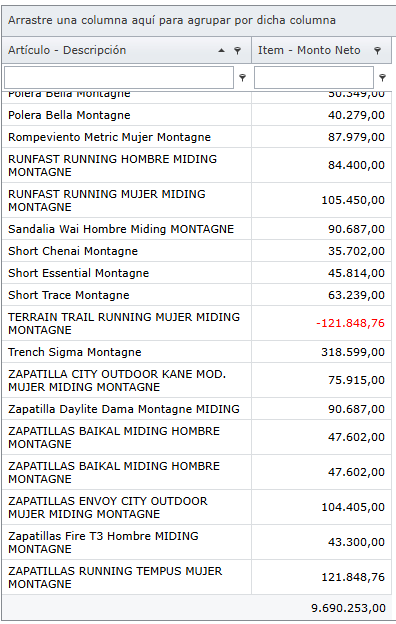 Arrastre una columna aquí para agrupar por dicha columna
Artículo - Descripción Item - Monto Neto
Polera Bella Montagne 50.349,00
Polera Bella Montagne 40.279,00
Rompeviento Metric Mujer Montagne 87.979,00
RUNFAST RUNNING HOMBRE MIDING
MONTAGNE 84.400,00
RUNFAST RUNNING MUJER MIDING
MONTAGNE 105.450,00
Sandalia Wai Hombre Miding MONTAGNE 90.687,00
Short Chenai Montagne 35.702,00
Short Essential Montagne 45.814,00
Short Trace Montagne 63.239,00
TERRAIN TRAIL RUNNING MUJER MIDING
MONTAGNE -121.848,76
Trench Sigma Montagne 318.599,00
ZAPATILLA CITY OUTDOOR KANE MOD.
MUJER MIDING MONTAGNE 75.915,00
Zapatilla Daylite Dama Montagne MIDING 90.687,00
ZAPATILLAS BAIKAL MIDING HOMBRE
MONTAGNE 47.602,00
ZAPATILLAS BAIKAL MIDING HOMBRE
MONTAGNE 47.602,00
ZAPATILLAS ENVOY CITY OUTDOOR
MUJER MIDING MONTAGNE 104.405,00
Zapatillas Fire T3 Hombre MIDING
MONTAGNE 43.300,00
ZAPATILLAS RUNNING TEMPUS MUJER
MONTAGNE 121.848,76
9.690.253,00